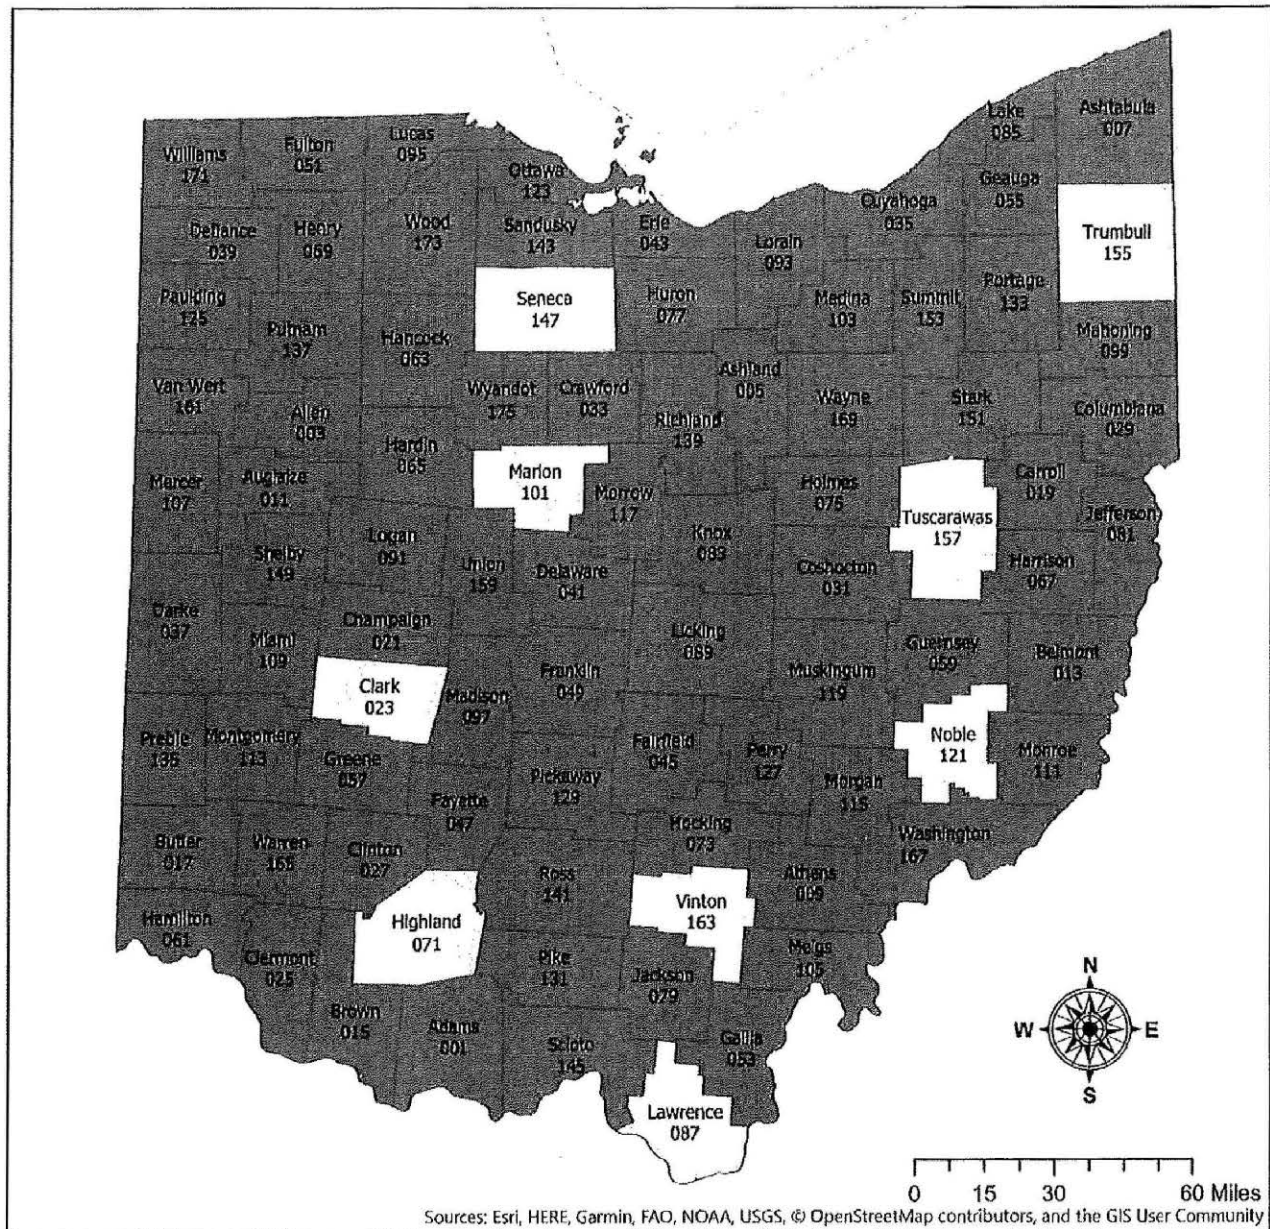 Lake
085
Ashtabula
007
Williams
171
Fulton
051
Lucas
095
Ottawa
123
Geauga
055
Cuyahoga
035
Defiance
039
Henry
069
Wood
173
Sandusky
143
Erie
043
Lorain
093
Trumbull
155
Paulding
125
Putnam
137
Hancock
063
Seneca
147
Huron
077
Medina
103
Summit
153
Portage
133
Mahoning
099
Van Wert
161
Allen
003
Hardin
065
Wyandot
175
Crawford
033
Richland
139
Ashland
005
Wayne
169
Stark
151
Columbiana
029
Mercer
107
Auglaize
011
Marion
101
Morrow
117
Holmes
075
Tuscarawas
157
Carroll
019
Jefferson
081
Shelby
149
Logan
091
Union
159
Delaware
041
Knox
083
Coshocton
031
Harrison
067
Darke
037
Miami
109
Champaign
021
Clark
023
Madison
097
Franklin
049
Licking
089
Muskingum
119
Guernsey
059
Belmont
013
Preble
135
Montgomery
113
Greene
057
Fayette
047
Pickaway
129
Fairfield
045
Perry
127
Morgan
115
Noble
121
Monroe
111
Butler
017
Warren
165
Clinton
027
Ross
141
Hocking
073
Athens
009
Washington
167
Hamilton
061
Clermont
025
Highland
071
Pike
131
Vinton
163
Jackson
079
Meigs
105
Brown
015
Adams
001
Scioto
145
Gallia
053
Lawrence
087
N
W
E
S
0 15 30 60 Miles
Sources: Esri, HERE, Garmin, FAO, NOAA, USGS, © OpenStreetMap contributors, and the GIS User Community